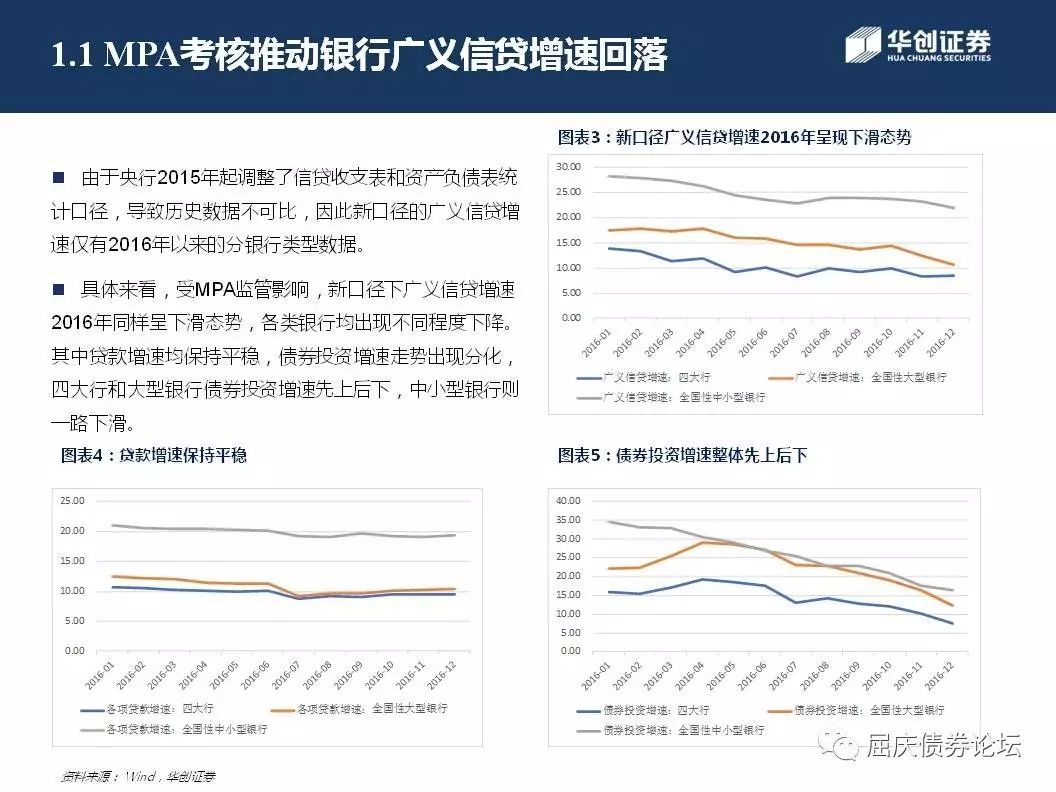 1.1 MPA考核推动银行广义信贷增速回落
华创证券
HUA CHUANG SECURITIES
■ 由于央行2015年起调整了信贷收支表和资产负债表统
计口径，导致历史数据不可比，因此新口径的广义信贷增
速仅有2016年以来的分银行类型数据。
■ 具体来看，受MPA监管影响，新口径下广义信贷增速
2016年同样呈下滑态势，各类银行均出现不同程度下降。
其中贷款增速均保持平稳，债券投资增速走势出现分化，
四大行和大型银行债券投资增速先上后下，中小型银行则
一路下滑。
图表3：新口径广义信贷增速2016年呈现下滑态势
30.00
25.00
20.00
15.00
10.00
5.00
0.00
2016-01 2016-02 2016-03 2016-04 2016-05 2016-06 2016-07 2016-08 2016-09 2016-10 2016-11 2016-12
广义信贷增速：四大行 广义信贷增速：全国性大型银行
广义信贷增速：全国性中小型银行
图表4：贷款增速保持平稳
25.00
20.00
15.00
10.00
5.00
0.00
2016-01 2016-02 2016-03 2016-04 2016-05 2016-06 2016-07 2016-08 2016-09 2016-10 2016-11 2016-12
各项贷款增速：四大行 各项贷款增速：全国性大型银行
各项贷款增速：全国性中小型银行
图表5：债券投资增速整体先上后下
40.00
35.00
30.00
25.00
20.00
15.00
10.00
5.00
0.00
2016-01 2016-02 2016-03 2016-04 2016-05 2016-06 2016-07 2016-08 2016-09 2016-10 2016-11 2016-12
债券投资增速：四大行 债券投资增速：全国性大型银行
债券投资增速：全国性中小型银行
屈庆债券论坛
资料来源：Wind，华创证券